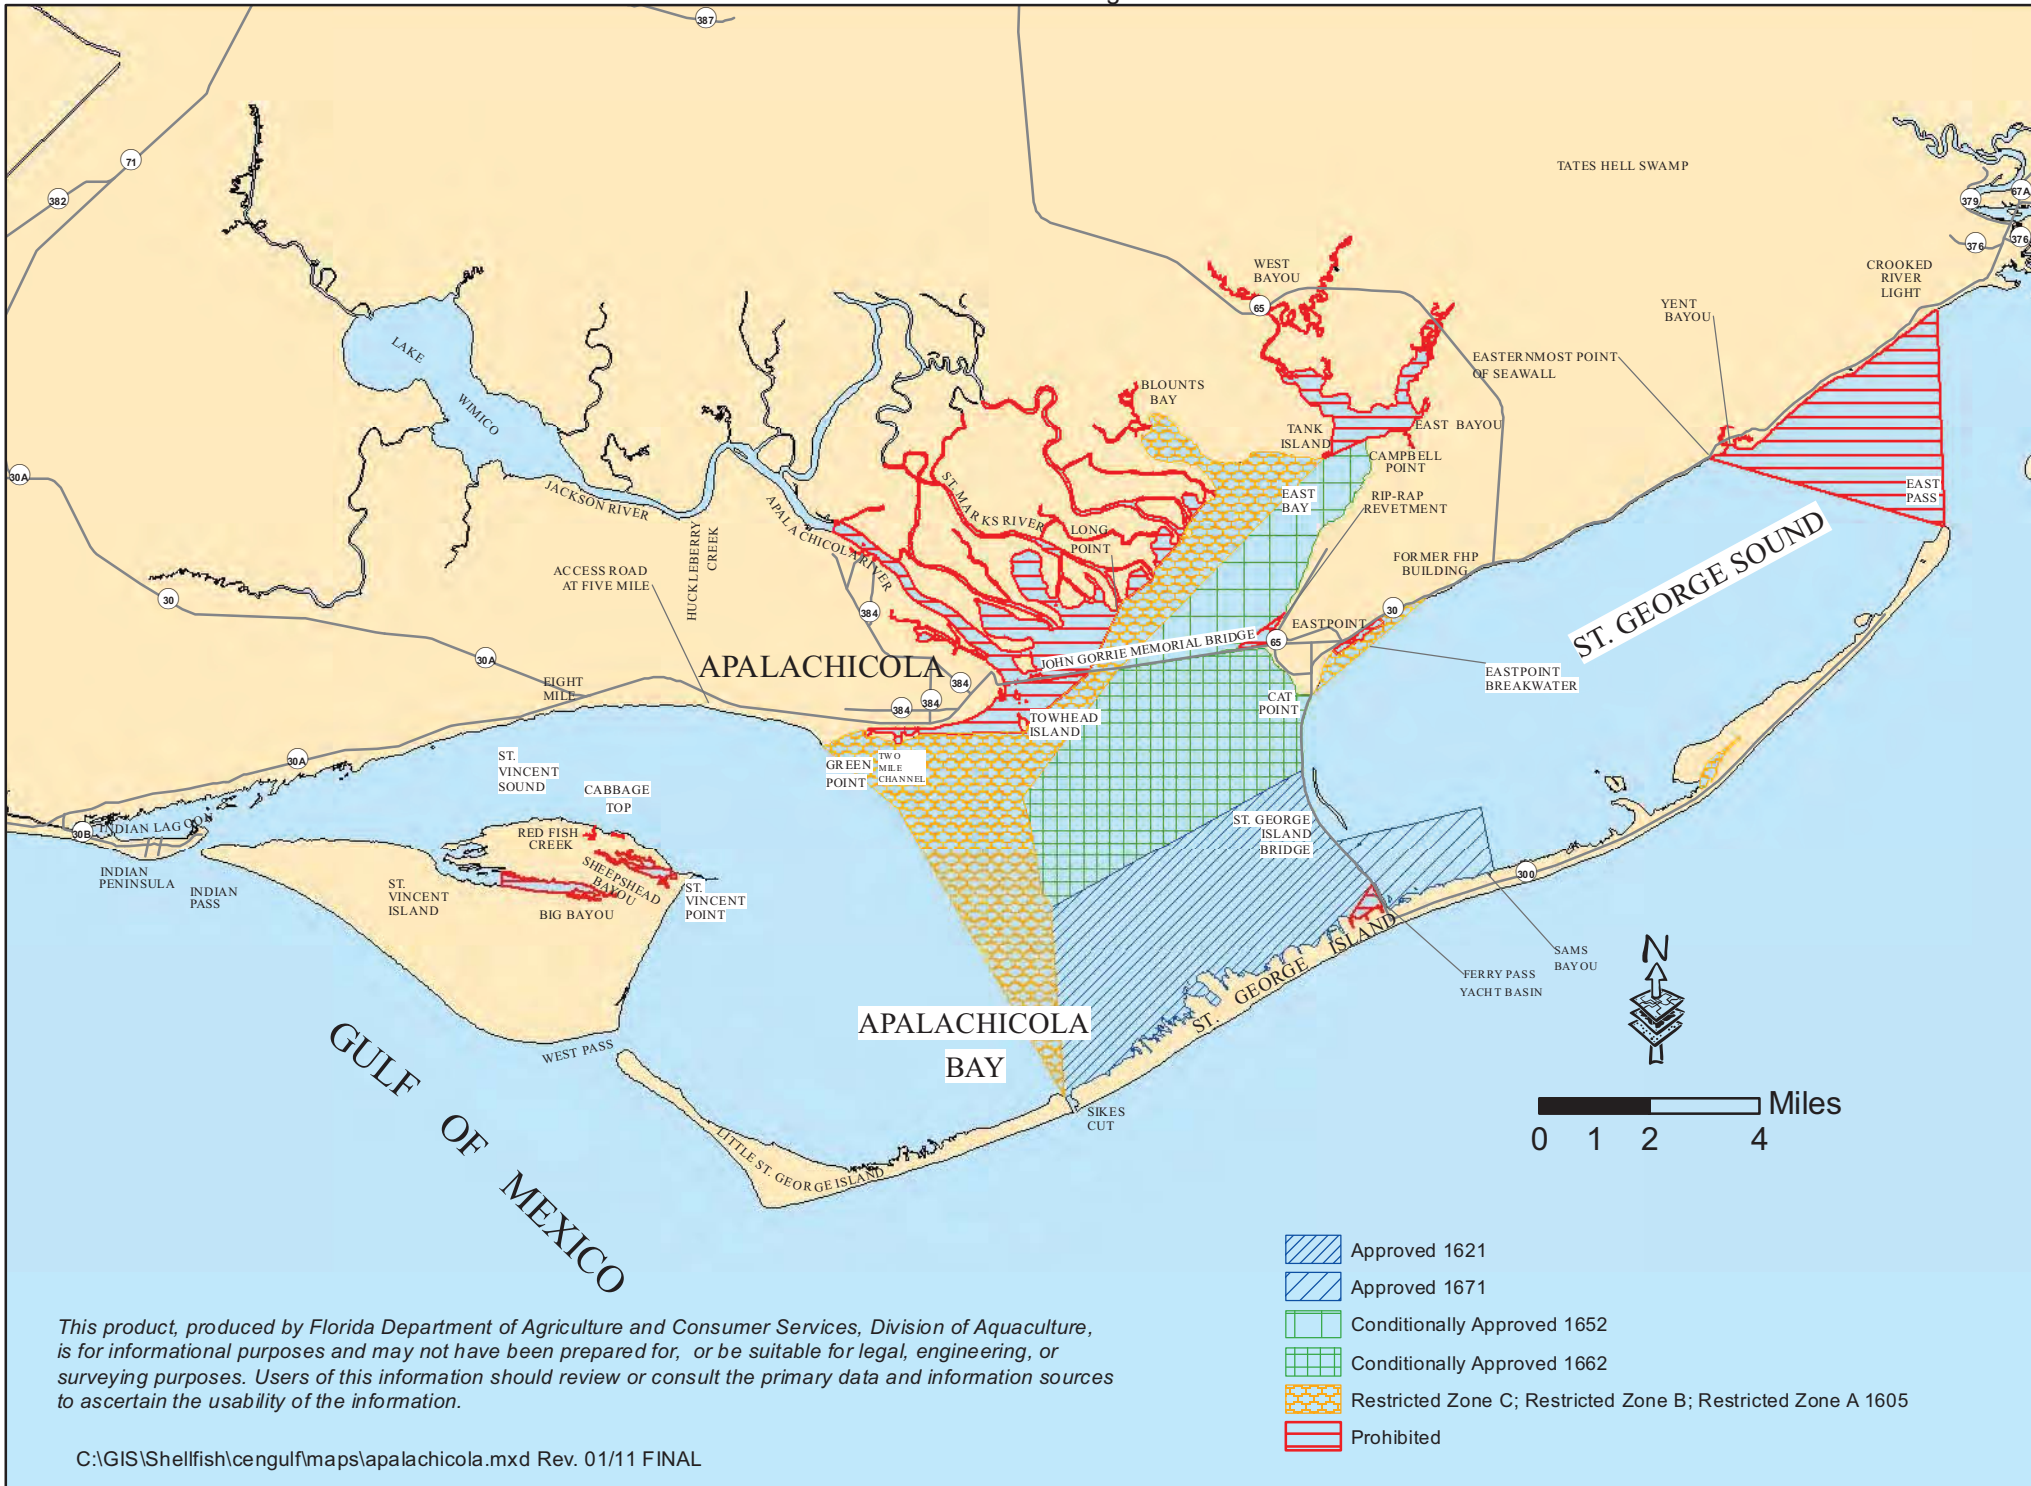 387
71
382
TATES HELL SWAMP
379
67A
376
376
WEST
BAYOU
65
CROOKED
RIVER
LIGHT
YENT
BAYOU
LAKE
WIMICO
EASTERNMOST POINT
OF SEAWALL
BLOUNTS
BAY
TANK
ISLAND
EAST BAYOU
CAMPBELL
POINT
30A
JACKSON RIVER
APALACHICOLA RIVER
ST. MARKS RIVER
EAST
BAY
RIP-RAP
REVETMENT
EAST
PASS
HUCKLEBERRY
CREEK
LONG
POINT
FORMER FHP
BUILDING
ST. GEORGE SOUND
ACCESS ROAD
AT FIVE MILE
30
384
30
EASTPOINT
65
JOHN GORRIE MEMORIAL BRIDGE
30A
APALACHICOLA
384
384
384
EIGHT
MILE
EASTPOINT
BREAKWATER
CAT
POINT
TOWHEAD
ISLAND
30A
ST.
VINCENT
SOUND
GREEN
POINT
TWO
MILE
CHANNEL
CABBAGE
TOP
30B
INDIAN LAGOON
RED FISH
CREEK
ST. GEORGE
ISLAND
BRIDGE
INDIAN
PENINSULA
INDIAN
PASS
ST.
VINCENT
ISLAND
SHEEPSHEAD
BAYOU
BIG BAYOU
ST.
VINCENT
POINT
300
SAMS
BAYOU
FERRY PASS
YACHT BASIN
ST. GEORGE ISLAND
N
APALACHICOLA
BAY
WEST PASS
GULF OF MEXICO
SIKES
CUT
LITTLE ST. GEORGE ISLAND
Miles
0 1 2 4
Approved 1621
Approved 1671
Conditionally Approved 1652
Conditionally Approved 1662
Restricted Zone C; Restricted Zone B; Restricted Zone A 1605
Prohibited
This product, produced by Florida Department of Agriculture and Consumer Services, Division of Aquaculture,
is for informational purposes and may not have been prepared for, or be suitable for legal, engineering, or
surveying purposes. Users of this information should review or consult the primary data and information sources
to ascertain the usability of the information.
C:\GIS\Shellfish\cengulf\maps\apalachicola.mxd Rev. 01/11 FINAL